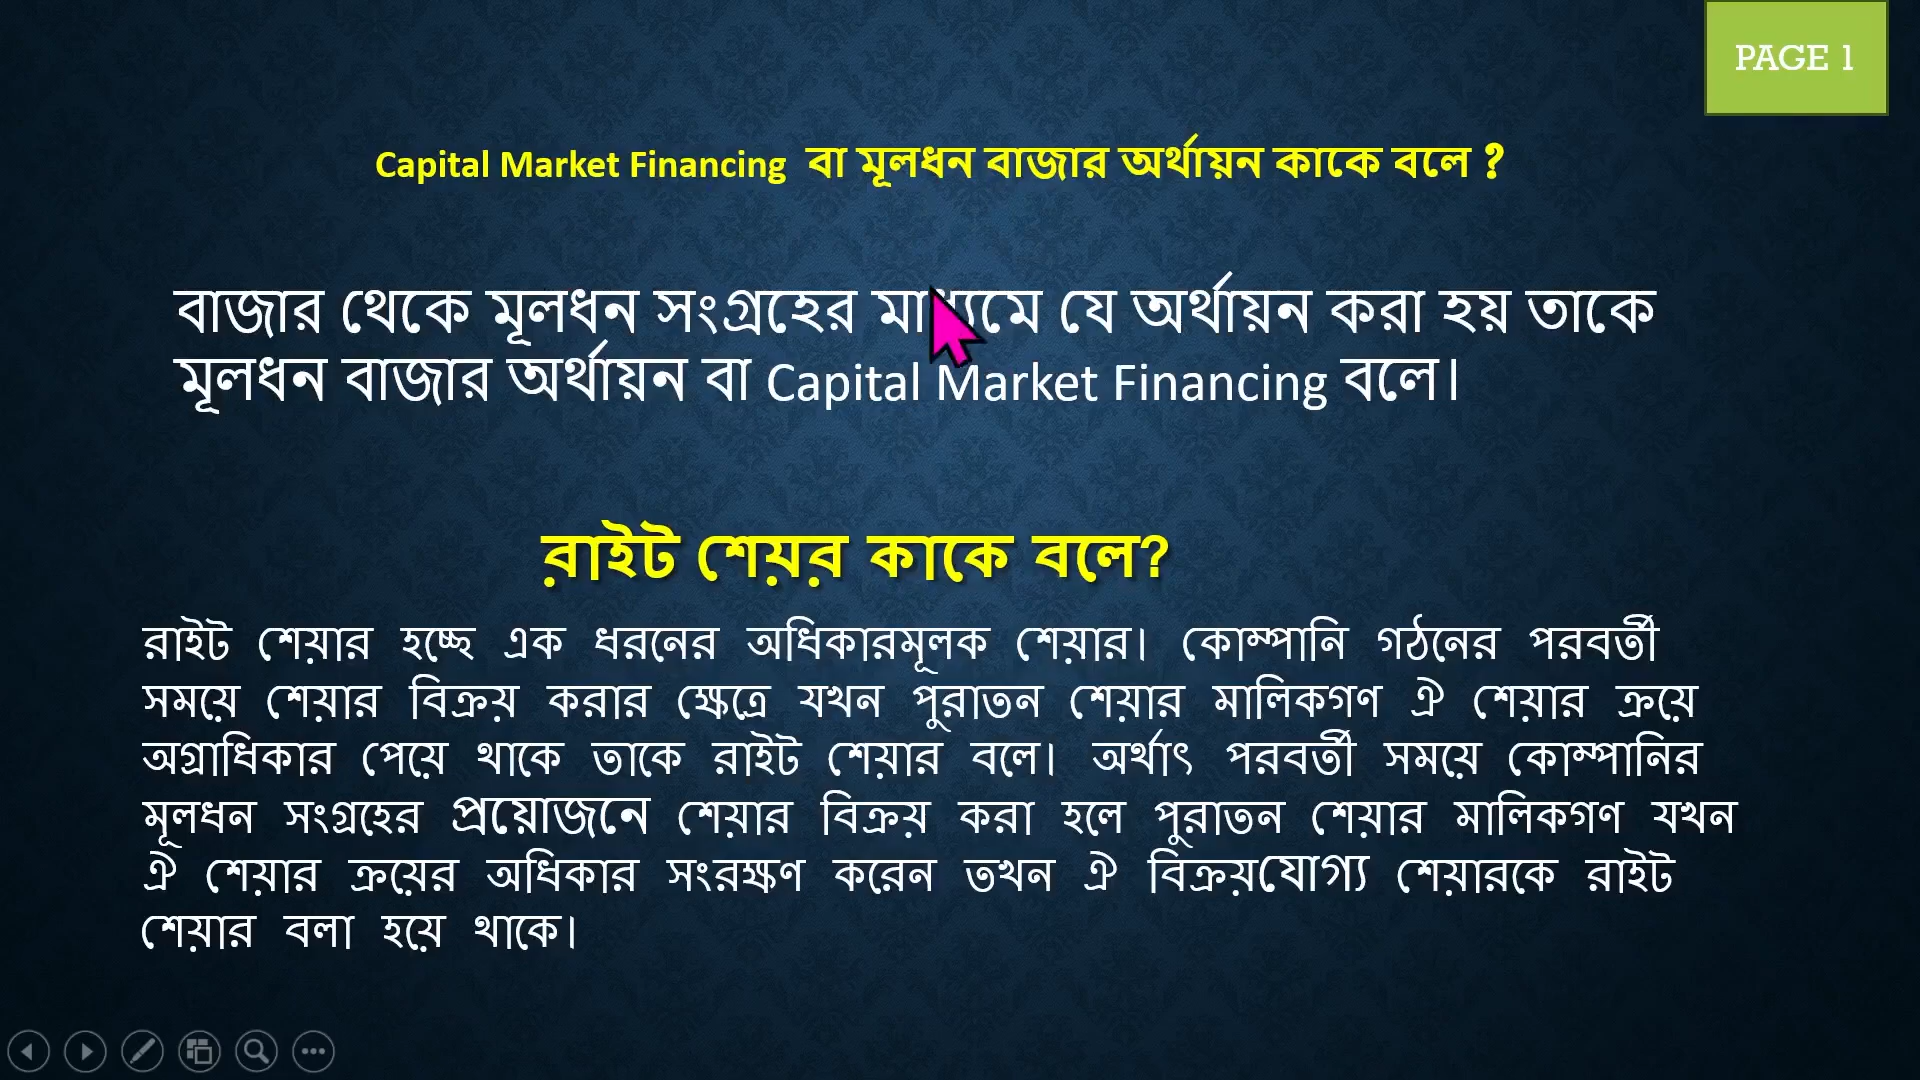 PAGE 1
Capital Market Financing বা মূলধন বাজার অর্থায়ন কাকে বলে ?
বাজার থেকে মূলধন সংগ্রহের মাধ্যমে যে অর্থায়ন করা হয় তাকে
মূলধন বাজার অর্থায়ন বা Capital Market Financing বলে।
রাইট শেয়র কাকে বলে?
রাইট শেয়ার হচ্ছে এক ধরনের অধিকারমূলক শেয়ার। কোম্পানি গঠনের পরবর্তী
সময়ে শেয়ার বিক্রয় করার ক্ষেত্রে যখন পুরাতন শেয়ার মালিকগণ ঐ শেয়ার ক্রয়ে
অগ্রাধিকার পেয়ে থাকে তাকে রাইট শেয়ার বলে। অর্থাৎ পরবর্তী সময়ে কোম্পানির
মূলধন সংগ্রহের প্রয়োজনে শেয়ার বিক্রয় করা হলে পুরাতন শেয়ার মালিকগণ যখন
ঐ শেয়ার ক্রয়ের অধিকার সংরক্ষণ করেন তখন ঐ বিক্রয়যোগ্য শেয়ারকে রাইট
শেয়ার বলা হয়ে থাকে।